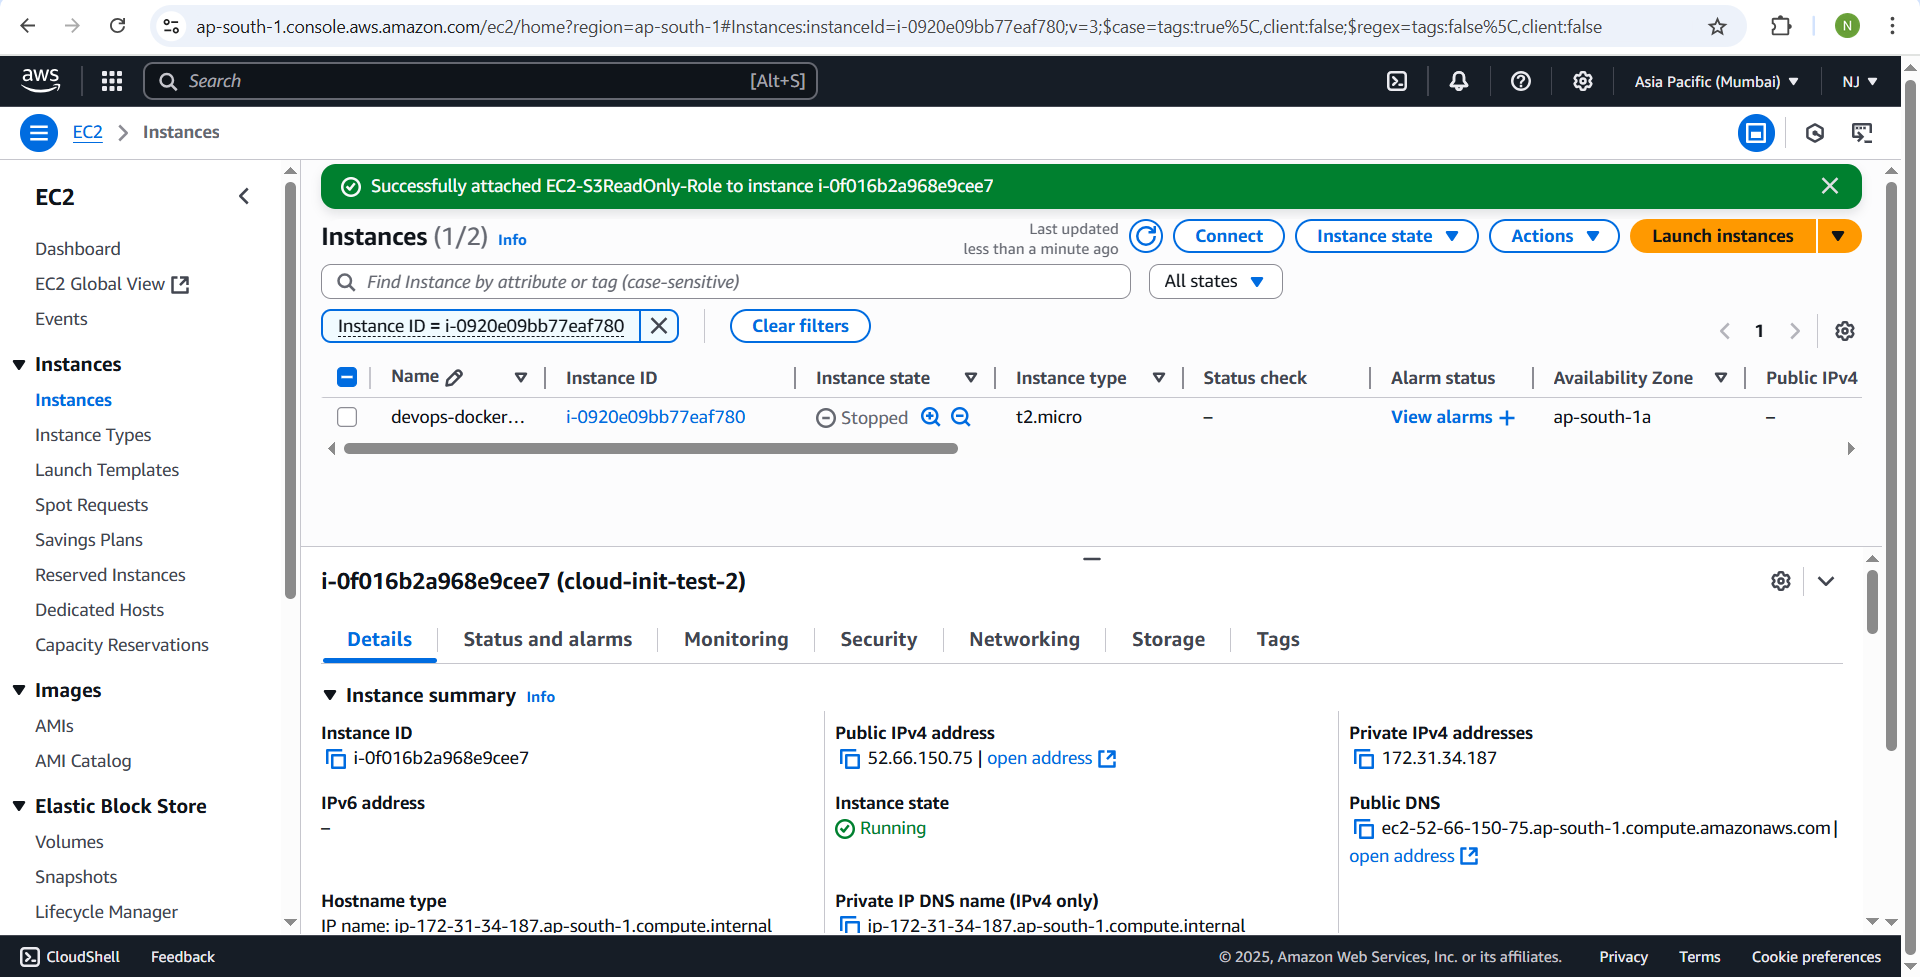 ap-south-1.console.aws.amazon.com/ec2/home?region=ap-south-1#Instances:instanceId=i-0920e09bb77eaf780;v=3;$case=tags:true%5C,client:false;$regex=tags:false%5C,client:false
N
aws
Search
[Alt+S]
Asia Pacific (Mumbai)
NJ
EC2
Instances
EC2
Dashboard
EC2 Global View
Events
Instances
Instances
Instance Types
Launch Templates
Spot Requests
Savings Plans
Reserved Instances
Dedicated Hosts
Capacity Reservations
Images
AMIs
AMI Catalog
Elastic Block Store
Volumes
Snapshots
Lifecycle Manager
Successfully attached EC2-S3ReadOnly-Role to instance i-0f016b2a968e9cee7
Instances (1/2) Info
Last updated
less than a minute ago
Connect
Instance state
Actions
Launch instances
Find Instance by attribute or tag (case-sensitive)
All states
Instance ID = i-0920e09bb77eaf780
Clear filters
1
Name Instance ID Instance state Instance type Status check Alarm status Availability Zone Public IPv4
devops-docker... i-0920e09bb77eaf780 Stopped t2.micro – View alarms + ap-south-1a –
i-0f016b2a968e9cee7 (cloud-init-test-2)
Details Status and alarms Monitoring Security Networking Storage Tags
Instance summary Info
Instance ID
i-0f016b2a968e9cee7
Public IPv4 address
52.66.150.75 | open address
Private IPv4 addresses
172.31.34.187
IPv6 address
–
Instance state
Running
Public DNS
ec2-52-66-150-75.ap-south-1.compute.amazonaws.com |
open address
Hostname type
IP name: ip-172-31-34-187.ap-south-1.compute.internal
Private IP DNS name (IPv4 only)
ip-172-31-34-187.ap-south-1.compute.internal
CloudShell
Feedback
© 2025, Amazon Web Services, Inc. or its affiliates.
Privacy
Terms
Cookie preferences